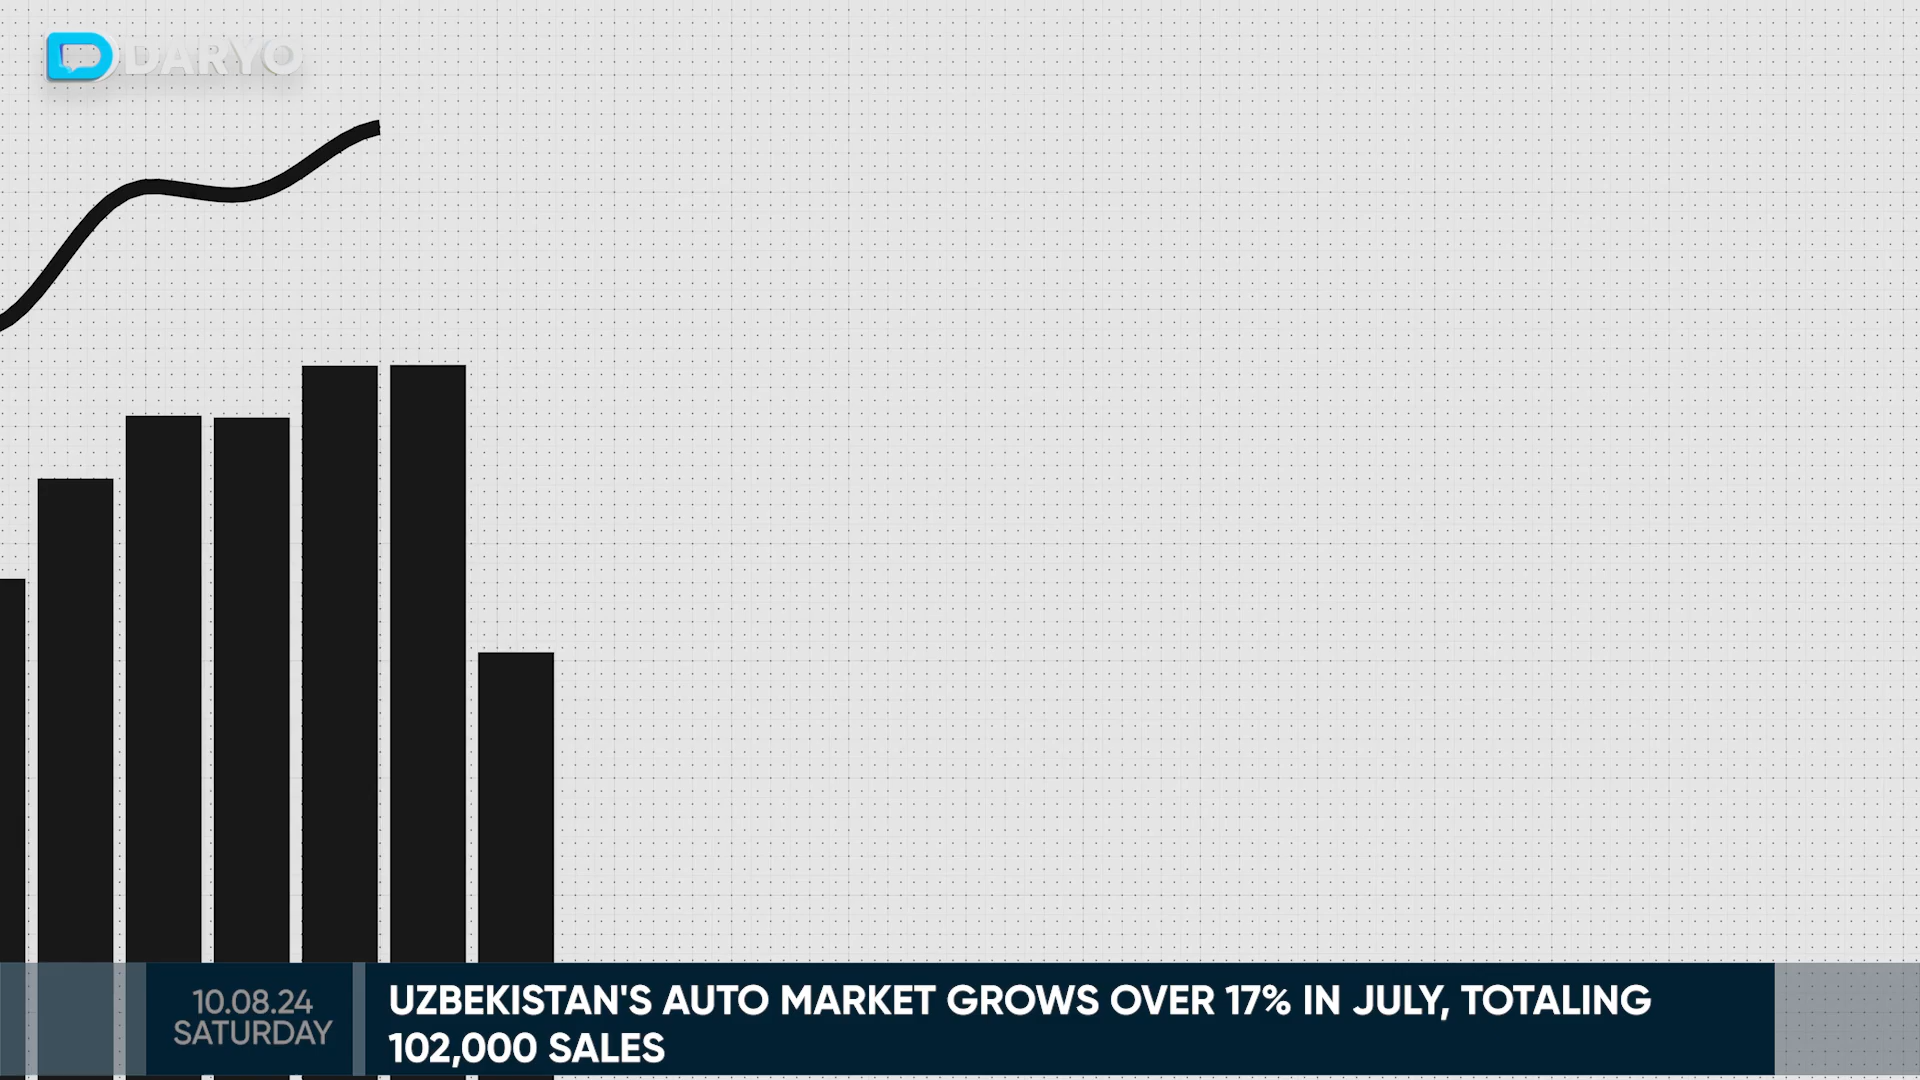 DARYO
10.08.24
SATURDAY
UZBEKISTAN'S AUTO MARKET GROWS OVER 17% IN JULY, TOTALING
102,000 SALES